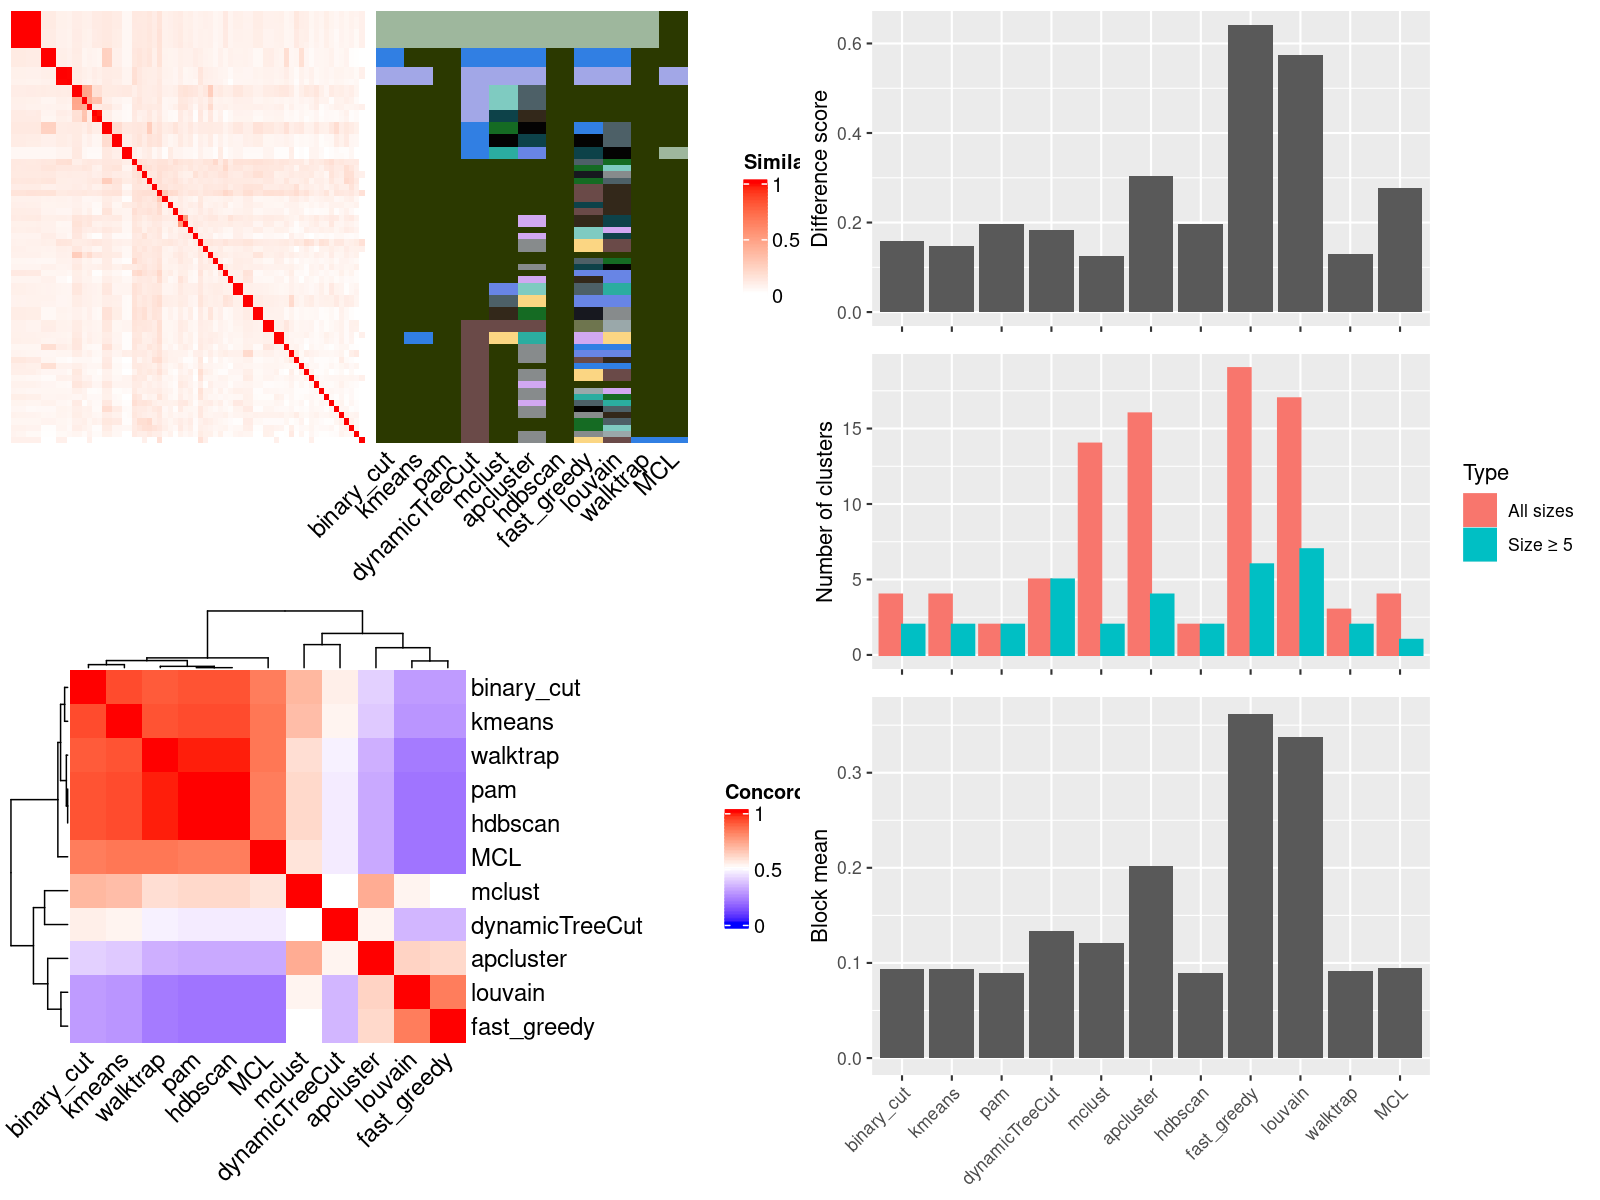 Simila
1
0.5
0
binary_cut
kmeans
pam
dynamicTreeCut
mclust
apcluster
hdbscan
fast_greedy
louvain
walktrap
MCL
binary_cut
kmeans
walktrap
pam
hdbscan
MCL
mclust
dynamicTreeCut
apcluster
louvain
fast_greedy
Concord
1
0.5
0
binary_cut
kmeans
walktrap
pam
hdbscan
MCL
mclust
dynamicTreeCut
apcluster
louvain
fast_greedy
Difference score
0.6
0.4
0.2
0.0
Number of clusters
15
10
5
0
Type
All sizes
Size ≥ 5
Block mean
0.3
0.2
0.1
0.0
binary_cut
kmeans
pam
dynamicTreeCut
mclust
apcluster
hdbscan
fast_greedy
louvain
walktrap
MCL